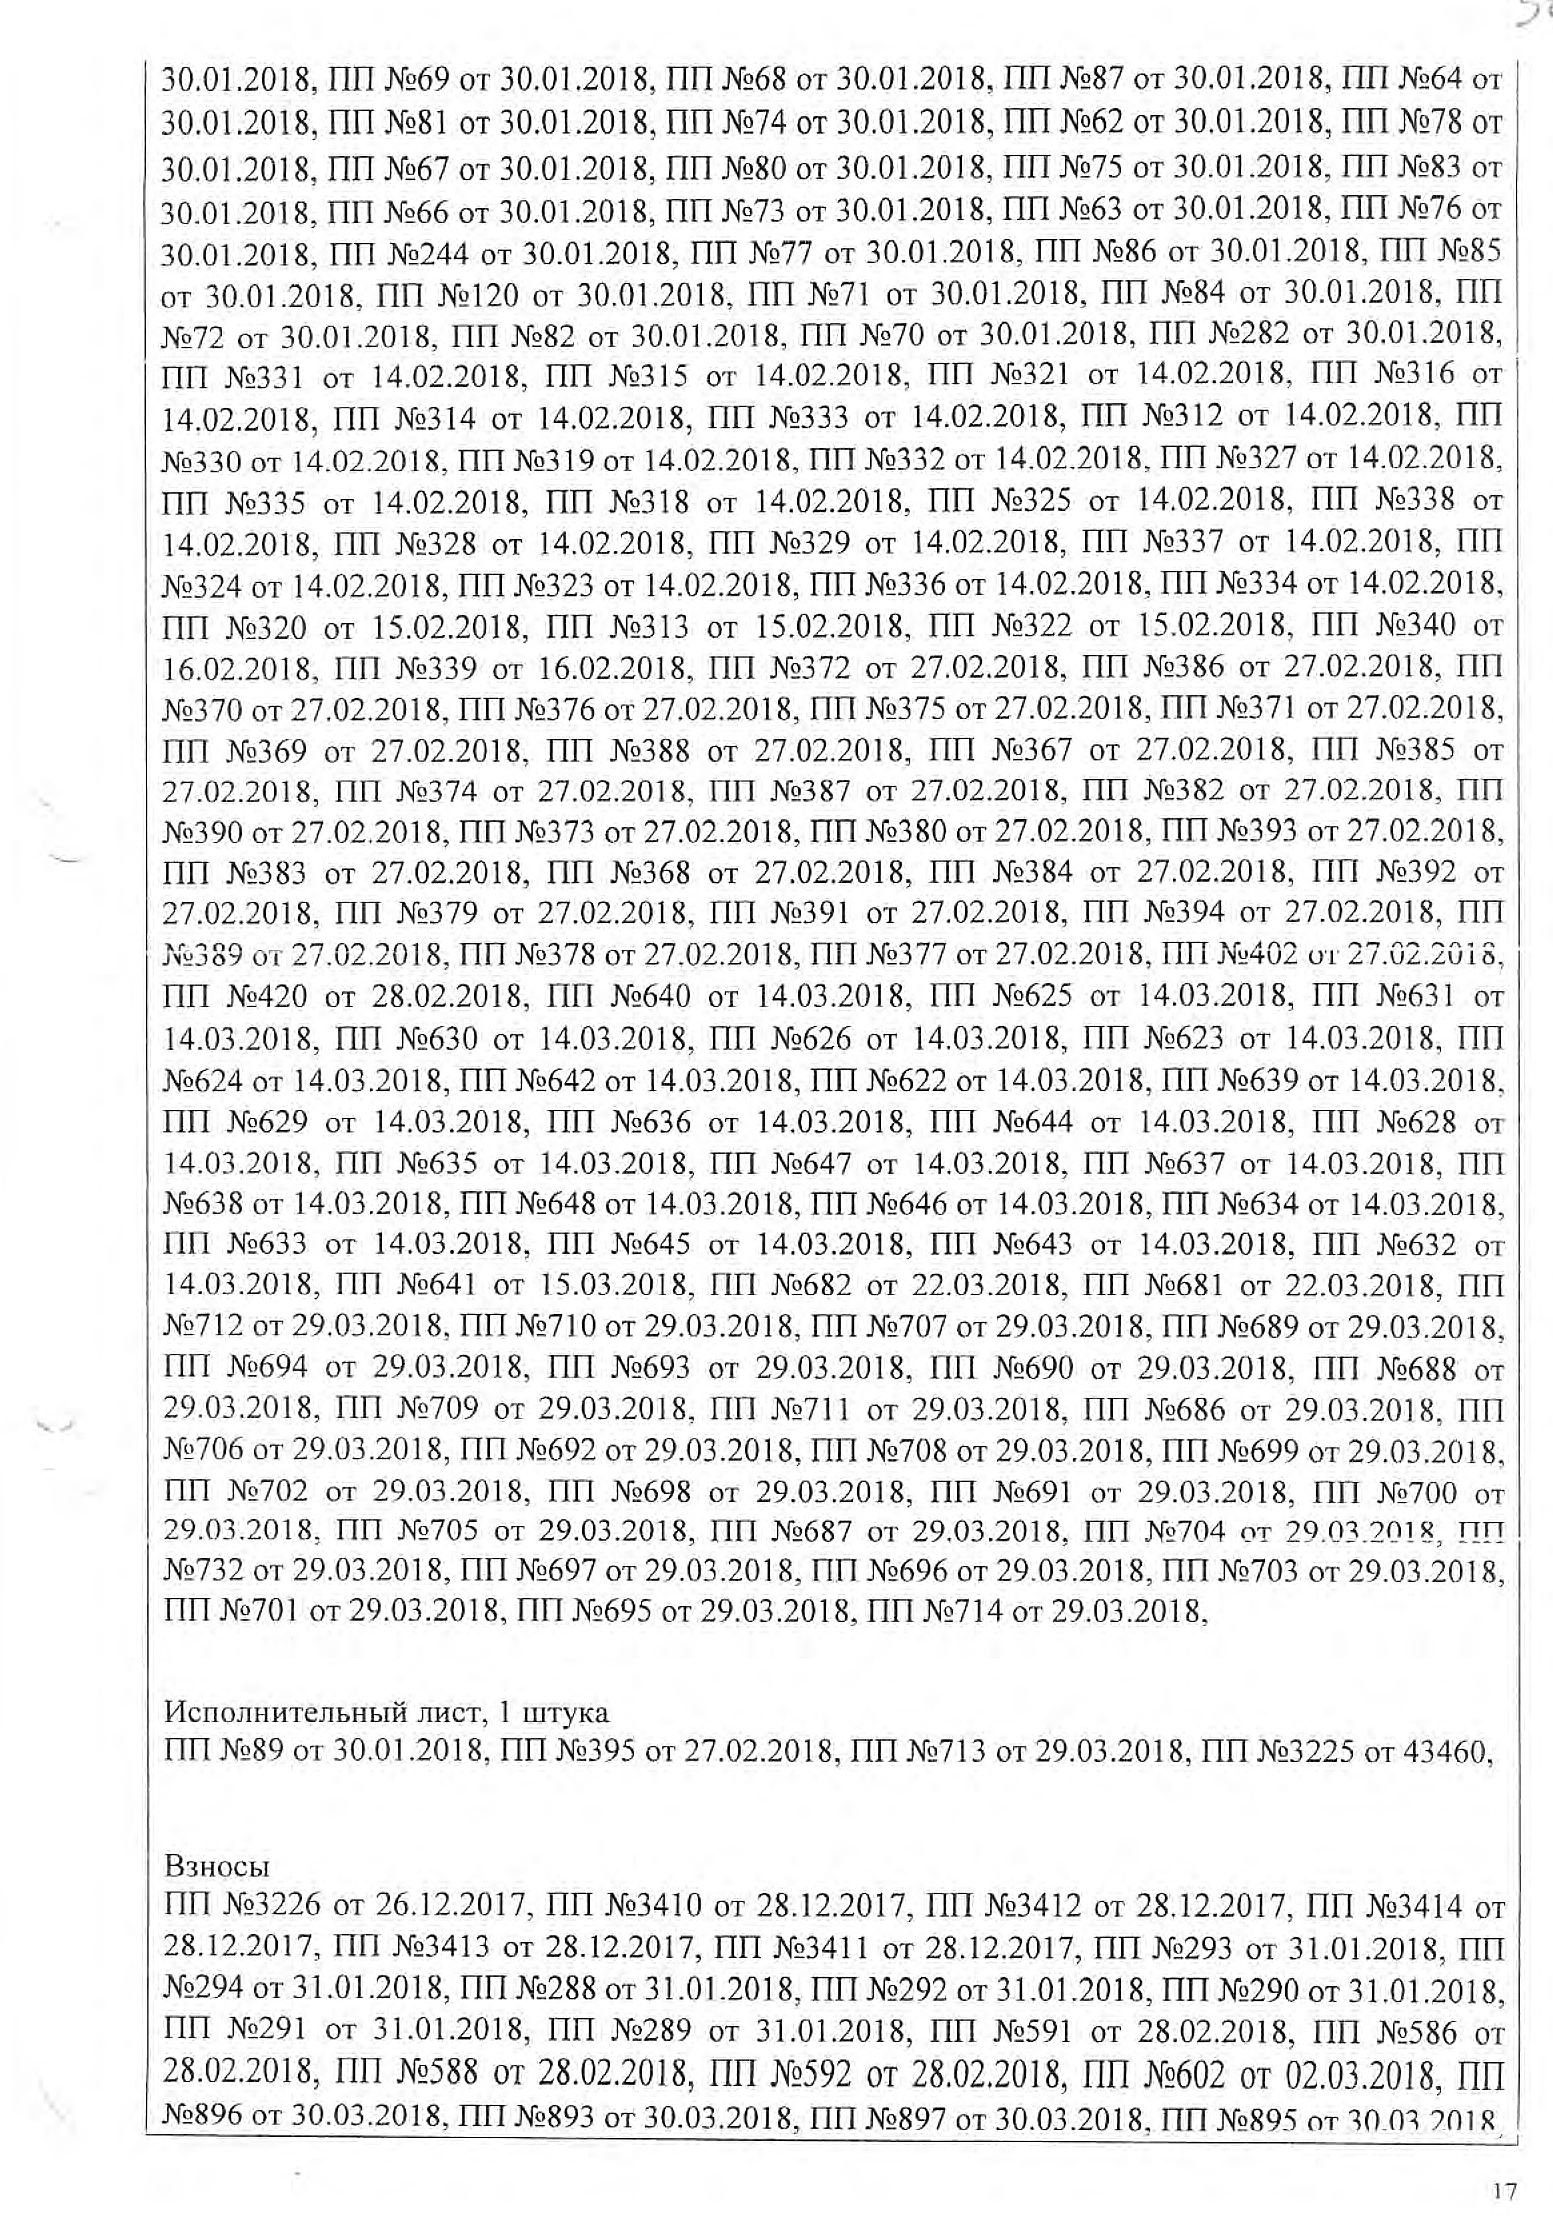 30.01.2018, ПП №69 от 30.01.2018, ПП №68 от 30.01.2018, ПП №87 от 30.01.2018, ПП №64 от
30.01.2018, ПП №81 от 30.01.2018, ПП №74 от 30.01.2018, ПП №62 от 30.01.2018, ПП №78 от
30.01.2018, ПП №67 от 30.01.2018, ПП №80 от 30.01.2018, ПП №75 от 30.01.2018, ПП №83 от
30.01.2018, ПП №66 от 30.01.2018, ПП №73 от 30.01.2018, ПП №63 от 30.01.2018, ПП №76 от
30.01.2018, ПП №244 от 30.01.2018, ПП №77 от 30.01.2018, ПП №86 от 30.01.2018, ПП №85
от 30.01.2018, ПП №120 от 30.01.2018, ПП №71 от 30.01.2018, ПП №84 от 30.01.2018, ПП
№72 от 30.01.2018, ПП №82 от 30.01.2018, ПП №70 от 30.01.2018, ПП №282 от 30.01.2018,
ПП №331 от 14.02.2018, ПП №315 от 14.02.2018, ПП №321 от 14.02.2018, ПП №316 от
14.02.2018, ПП №314 от 14.02.2018, ПП №333 от 14.02.2018, ПП №312 от 14.02.2018, ПП
№330 от 14.02.2018, ПП №319 от 14.02.2018, ПП №332 от 14.02.2018, ПП №327 от 14.02.2018,
ПП №335 от 14.02.2018, ПП №318 от 14.02.2018, ПП №325 от 14.02.2018, ПП №338 от
14.02.2018, ПП №328 от 14.02.2018, ПП №329 от 14.02.2018, ПП №337 от 14.02.2018, ПП
№324 от 14.02.2018, ПП №323 от 14.02.2018, ПП №336 от 14.02.2018, ПП №334 от 14.02.2018,
ПП №320 от 15.02.2018, ПП №313 от 15.02.2018, ПП №322 от 15.02.2018, ПП №340 от
16.02.2018, ПП №339 от 16.02.2018, ПП №372 от 27.02.2018, ПП №386 от 27.02.2018, ПП
№370 от 27.02.2018, ПП №376 от 27.02.2018, ПП №375 от 27.02.2018, ПП №371 от 27.02.2018,
ПП №369 от 27.02.2018, ПП №388 от 27.02.2018, ПП №367 от 27.02.2018, ПП №385 от
27.02.2018, ПП №374 от 27.02.2018, ПП №387 от 27.02.2018, ПП №382 от 27.02.2018, ПП
№390 от 27.02.2018, ПП №373 от 27.02.2018, ПП №380 от 27.02.2018, ПП №393 от 27.02.2018,
ПП №383 от 27.02.2018, ПП №368 от 27.02.2018, ПП №384 от 27.02.2018, ПП №392 от
27.02.2018, ПП №379 от 27.02.2018, ПП №391 от 27.02.2018, ПП №394 от 27.02.2018, ПП
№389 от 27.02.2018, ПП №378 от 27.02.2018, ПП №377 от 27.02.2018, ПП №402 от 27.02.2018,
ПП №420 от 28.02.2018, ПП №640 от 14.03.2018, ПП №625 от 14.03.2018, ПП №631 от
14.03.2018, ПП №630 от 14.03.2018, ПП №626 от 14.03.2018, ПП №623 от 14.03.2018, ПП
№624 от 14.03.2018, ПП №642 от 14.03.2018, ПП №622 от 14.03.2018, ПП №639 от 14.03.2018,
ПП №629 от 14.03.2018, ПП №636 от 14.03.2018, ПП №644 от 14.03.2018, ПП №628 от
14.03.2018, ПП №635 от 14.03.2018, ПП №647 от 14.03.2018, ПП №637 от 14.03.2018, ПП
№638 от 14.03.2018, ПП №648 от 14.03.2018, ПП №646 от 14.03.2018, ПП №634 от 14.03.2018,
ПП №633 от 14.03.2018, ПП №645 от 14.03.2018, ПП №643 от 14.03.2018, ПП №632 от
14.03.2018, ПП №641 от 15.03.2018, ПП №682 от 22.03.2018, ПП №681 от 22.03.2018, ПП
№712 от 29.03.2018, ПП №710 от 29.03.2018, ПП №707 от 29.03.2018, ПП №689 от 29.03.2018,
ПП №694 от 29.03.2018, ПП №693 от 29.03.2018, ПП №690 от 29.03.2018, ПП №688 от
29.03.2018, ПП №709 от 29.03.2018, ПП №711 от 29.03.2018, ПП №686 от 29.03.2018, ПП
№706 от 29.03.2018, ПП №692 от 29.03.2018, ПП №708 от 29.03.2018, ПП №699 от 29.03.2018,
ПП №702 от 29.03.2018, ПП №698 от 29.03.2018, ПП №691 от 29.03.2018, ПП №700 от
29.03.2018, ПП №705 от 29.03.2018, ПП №687 от 29.03.2018, ПП №704 от 29.03.2018, ПП
№732 от 29.03.2018, ПП №697 от 29.03.2018, ПП №696 от 29.03.2018, ПП №703 от 29.03.2018,
ПП №701 от 29.03.2018, ПП №695 от 29.03.2018, ПП №714 от 29.03.2018,
Исполнительный лист, 1 штука
ПП №89 от 30.01.2018, ПП №395 от 27.02.2018, ПП №713 от 29.03.2018, ПП №3225 от 43460,
Взносы
ПП №3226 от 26.12.2017, ПП №3410 от 28.12.2017, ПП №3412 от 28.12.2017, ПП №3414 от
28.12.2017, ПП №3413 от 28.12.2017, ПП №3411 от 28.12.2017, ПП №293 от 31.01.2018, ПП
№294 от 31.01.2018, ПП №288 от 31.01.2018, ПП №292 от 31.01.2018, ПП №290 от 31.01.2018,
ПП №291 от 31.01.2018, ПП №289 от 31.01.2018, ПП №591 от 28.02.2018, ПП №586 от
28.02.2018, ПП №588 от 28.02.2018, ПП №592 от 28.02.2018, ПП №602 от 02.03.2018, ПП
№896 от 30.03.2018, ПП №893 от 30.03.2018, ПП №897 от 30.03.2018, ПП №895 от 30.03.2018,
17